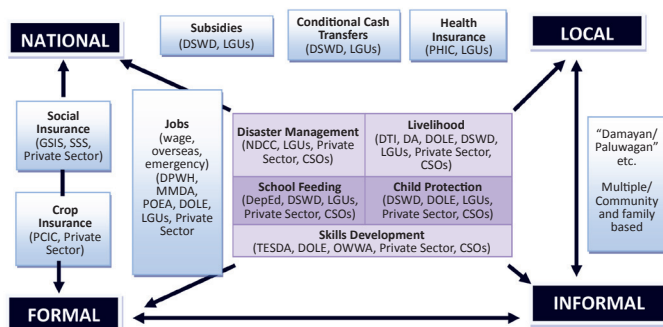 NATIONAL
Subsidies
(DSWD, LGUs)
Conditional Cash
Transfers
(DSWD, LGUs)
Health
Insurance
(PHIC, LGUs)
LOCAL
Social
Insurance
(GSIS, SSS,
Private Sector)
Crop
Insurance
(PCIC, Private
Sector)
Jobs
(wage,
overseas,
emergency)
(DPWH,
MMDA,
POEA, DOLE,
LGUs, Private
Sector
Disaster Management
(NDCC, LGUs, Private
Sector, CSOs)
Livelihood
(DTI, DA, DOLE, DSWD,
LGUs, Private Sector,
CSOs)
School Feeding
(DepEd, DSWD, LGUs,
Private Sector, CSOs)
Child Protection
(DSWD, DOLE, LGUs,
Private Sector, CSOs)
Skills Development
(TESDA, DOLE, OWWA, Private Sector, CSOs)
“Damayan/
Paluwagan”
etc.
Multiple/
Community
and family
based
FORMAL
INFORMAL